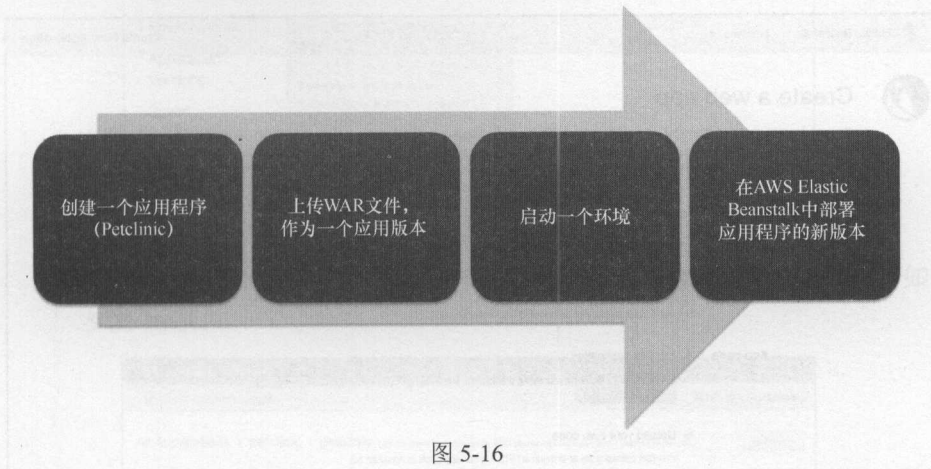 Create a web app
创建一个应用程序
(Petclinic)
上传WAR文件，
作为一个应用版本
启动一个环境
在AWS Elastic
Beanstalk中部署
应用程序的新版本
图 5-16